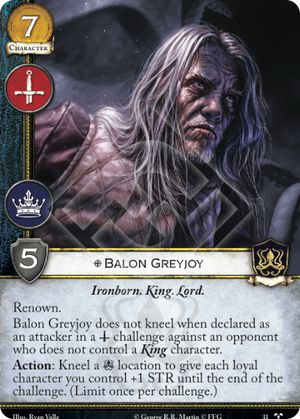 7
CHARACTER
5
BALON GREYJOY
Ironborn. King. Lord.
Renown.
Balon Greyjoy does not kneel when declared as
an attacker in a challenge against an opponent
who does not control a King character.
Action: Kneel a location to give each loyal
character you control +1 STR until the end of the
challenge. (Limit once per challenge.)
Illus. Ryan Valle
© George R.R. Martin © FFG